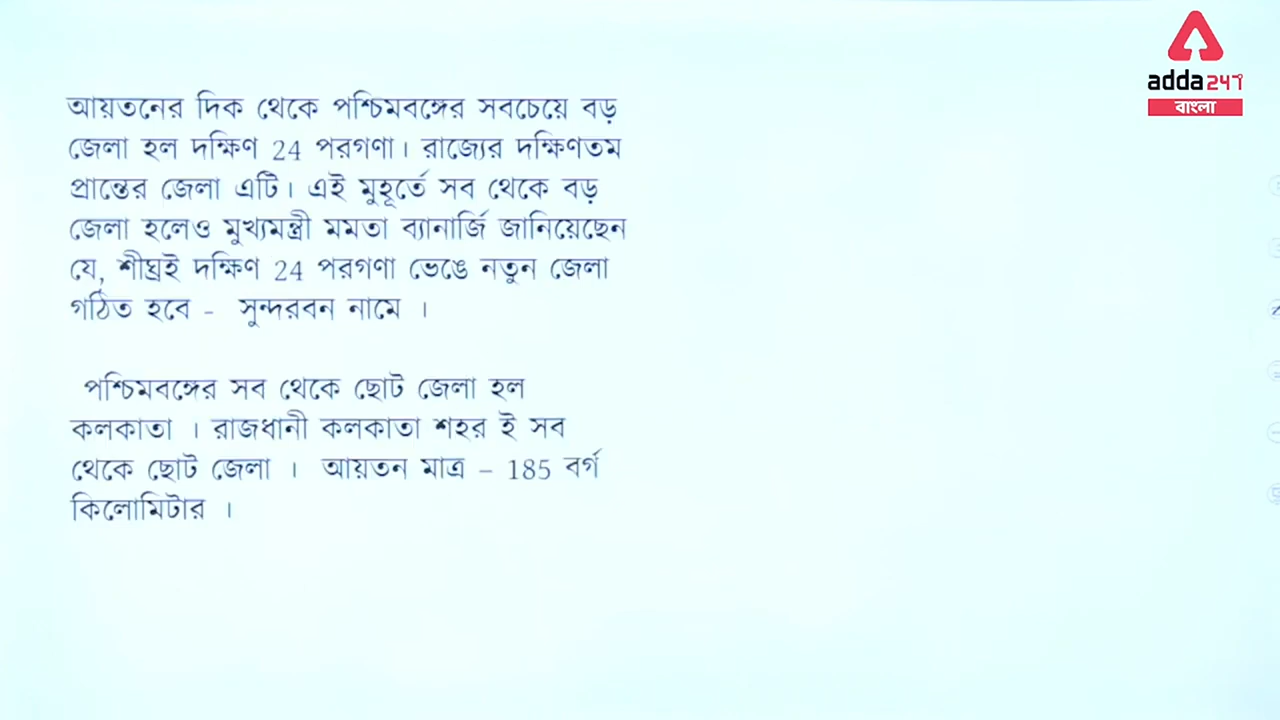 adda247
বাংলা
আয়তনের দিক থেকে পশ্চিমবঙ্গের সবচেয়ে বড়
জেলা হল দক্ষিণ 24 পরগণা। রাজ্যের দক্ষিণতম
প্রান্তের জেলা এটি। এই মুহূর্তে সব থেকে বড়
জেলা হলেও মুখ্যমন্ত্রী মমতা ব্যানার্জি জানিয়েছেন
যে, শীঘ্রই দক্ষিণ 24 পরগণা ভেঙে নতুন জেলা
গঠিত হবে - সুন্দরবন নামে ।
পশ্চিমবঙ্গের সব থেকে ছোট জেলা হল
কলকাতা । রাজধানী কলকাতা শহর ই সব
থেকে ছোট জেলা । আয়তন মাত্র – 185 বর্গ
কিলোমিটার ।